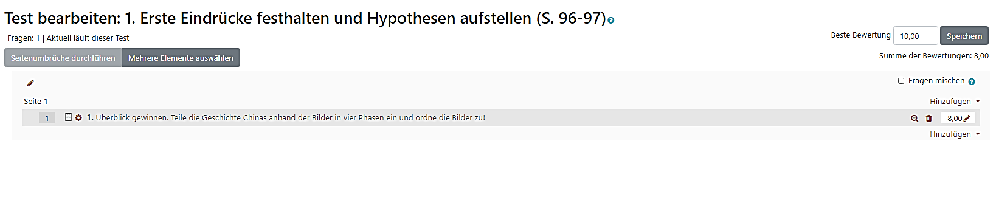 Test bearbeiten: 1. Erste Eindrücke festhalten und Hypothesen aufstellen (S. 96-97)
Fragen: 1 | Aktuell läuft dieser Test
Beste Bewertung 10,00 Speichern
Seitenumbrüche durchführen Mehrere Elemente auswählen
Summe der Bewertungen: 8,00
Fragen mischen
Seite 1
Hinzufügen
1 1. Überblick gewinnen. Teile die Geschichte Chinas anhand der Bilder in vier Phasen ein und ordne die Bilder zu! 8,00
Hinzufügen